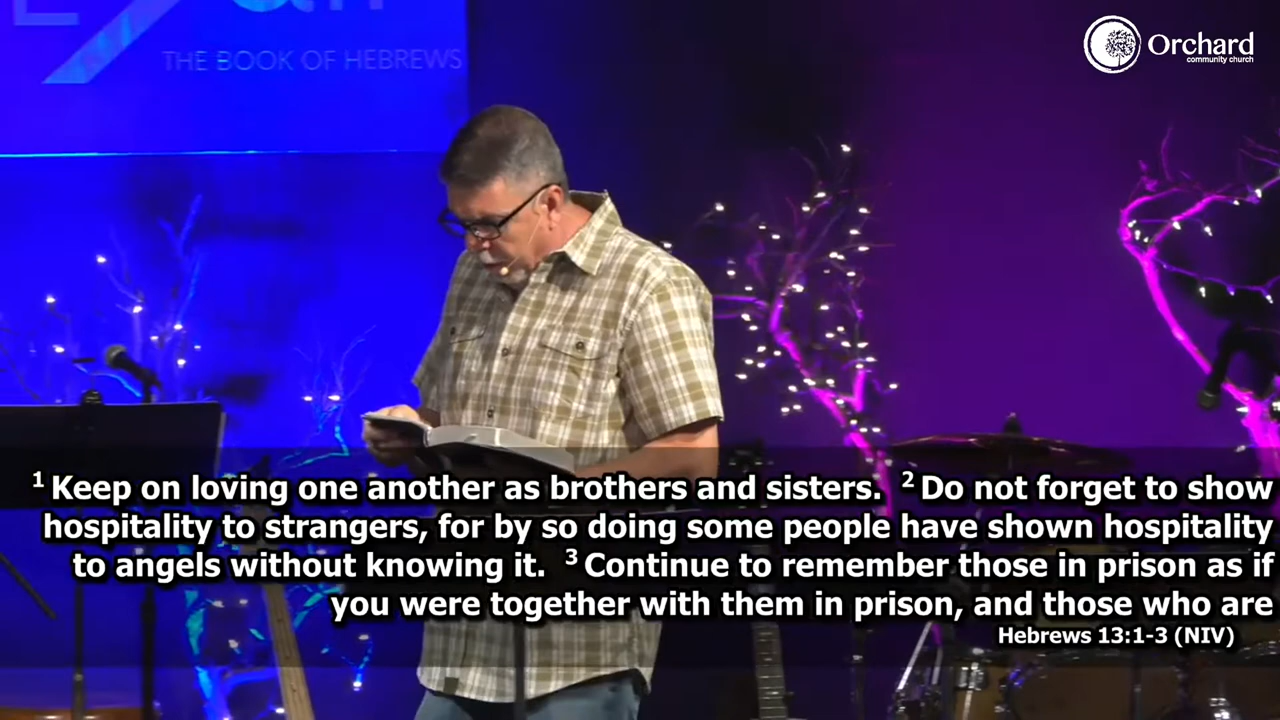 THE BOOK OF HEBREWS
Orchard
community church
1 Keep on loving one another as brothers and sisters. 2 Do not forget to show
hospitality to strangers, for by so doing some people have shown hospitality
to angels without knowing it. 3 Continue to remember those in prison as if
you were together with them in prison, and those who are
Hebrews 13:1-3 (NIV)